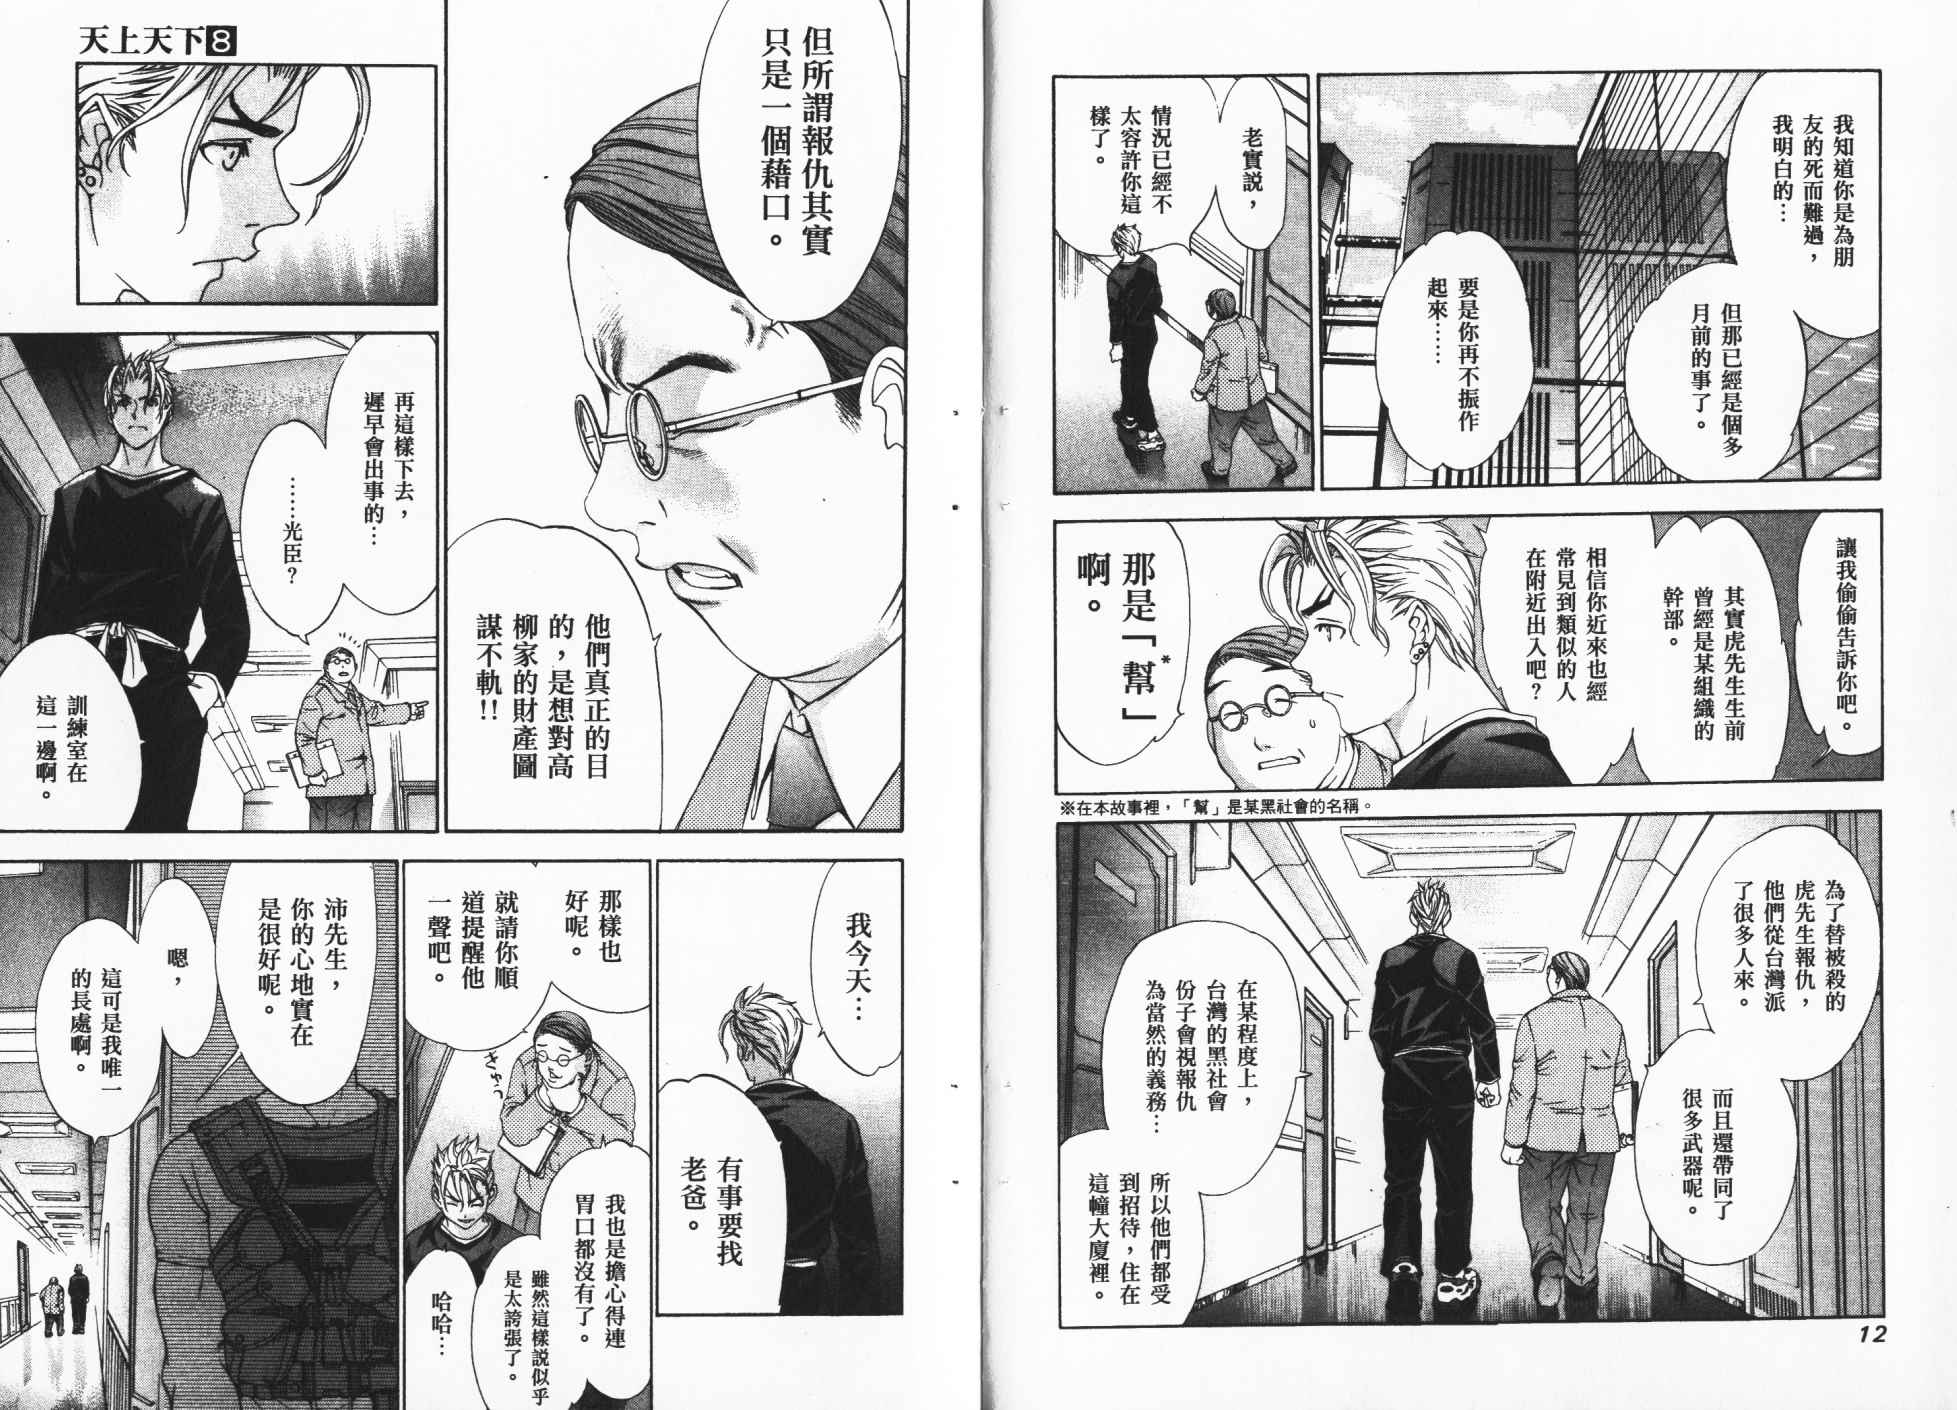 我知道你是為朋
友的死而難過，
我明白的…
但那已經是個多
月前的事了。
要是你再不振作
起來……
老實説，
情況已經不
太容許你這
樣了。
讓我偷偷告訴你吧。
其實虎先生生前
曾經是某組織的
幹部。
相信你近來也經
常見到類似的人
在附近出入吧？
那是「幫*」
啊。
※在本故事裡，「幫」是某黑社會的名稱。
為了替被殺的
虎先生報仇，
他們從台灣派
了很多人來。
而且還帶同了
很多武器呢。
在某程度上，
台灣的黑社會
份子會視報仇
為當然的義務…
所以他們都受
到招待，住在
這幢大廈裡。
12
天上天下8
但所謂報仇其實
只是一個藉口。
他們真正的目
的，是想對高
柳家的財產圖
謀不軌!!
再這樣下去，
遲早會出事的…
……光臣？
訓練室在
這一邊啊。
我今天…
有事要找
老爸。
那樣也
好呢。
就請你順
道提醒他
一聲吧。
きゅっ
我也是擔心得連
胃口都沒有了。
雖然這樣説似乎
是太誇張了。
哈哈…
沛先生，
你的心地實在
是很好呢。
嗯，
這可是我唯一
的長處啊。